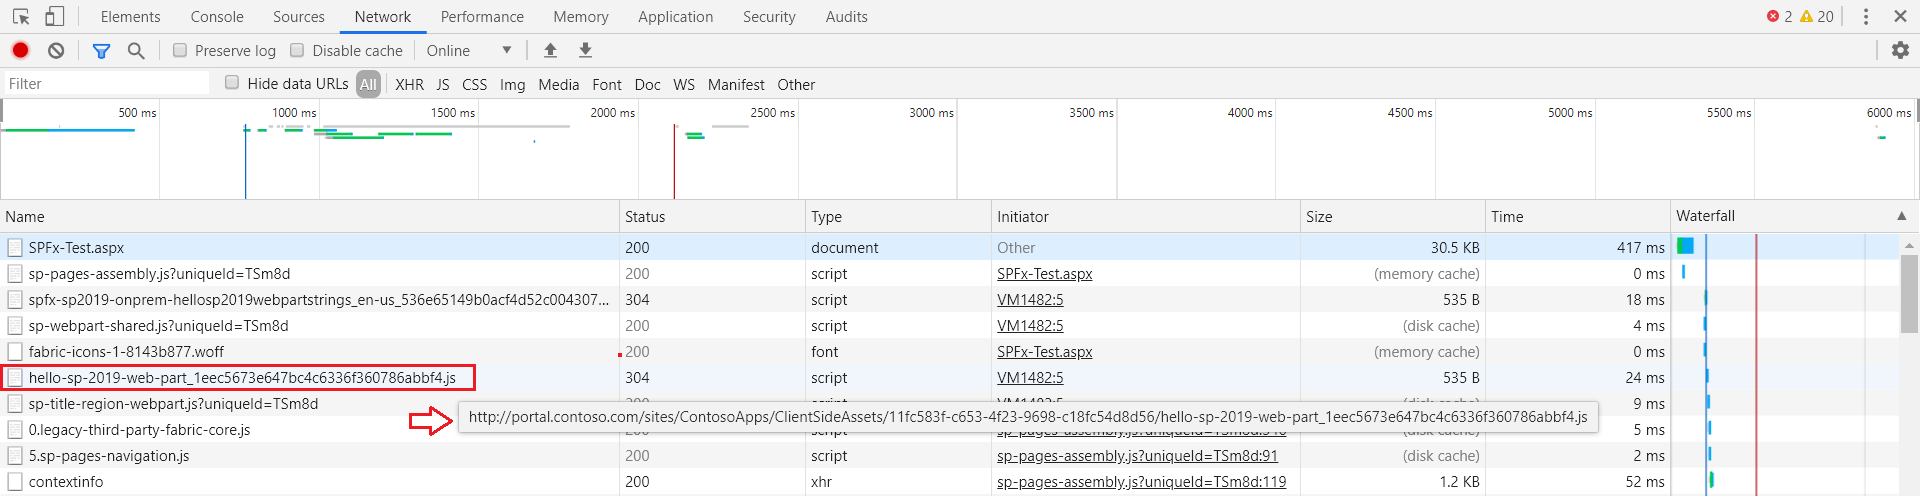 Elements Console Sources Network Performance Memory Application Security Audits 2 20
Preserve log Disable cache Online
Filter Hide data URLs All XHR JS CSS Img Media Font Doc WS Manifest Other
500 ms 1000 ms 1500 ms 2000 ms 2500 ms 3000 ms 3500 ms 4000 ms 4500 ms 5000 ms 5500 ms 6000 ms
Name Status Type Initiator Size Time Waterfall
SPFx-Test.aspx 200 document Other 30.5 KB 417 ms
sp-pages-assembly.js?uniqueId=TSm8d 200 script SPFx-Test.aspx (memory cache) 0 ms
spfx-sp2019-onprem-hellosp2019webpartstrings_en-us_536e65149b0acf4d52c004307... 304 script VM1482:5 535 B 18 ms
sp-webpart-shared.js?uniqueId=TSm8d 200 script VM1482:5 (disk cache) 4 ms
fabric-icons-1-8143b877.woff 200 font SPFx-Test.aspx (memory cache) 0 ms
hello-sp-2019-web-part_1eec5673e647bc4c6336f360786abbf4.js 304 script VM1482:5 535 B 24 ms
sp-title-region-webpart.js?uniqueId=TSm8d 9 ms
http://portal.contoso.com/sites/ContosoApps/ClientSideAssets/11fc583f-c653-4f23-9698-c18fc54d8d56/hello-sp-2019-web-part_1eec5673e647bc4c6336f360786abbf4.js
0.legacy-third-party-fabric-core.js 200 script 5 ms
5.sp-pages-navigation.js 200 script sp-pages-assembly.js?uniqueId=TSm8d:91 (disk cache) 2 ms
contextinfo 200 xhr sp-pages-assembly.js?uniqueId=TSm8d:119 1.2 KB 52 ms